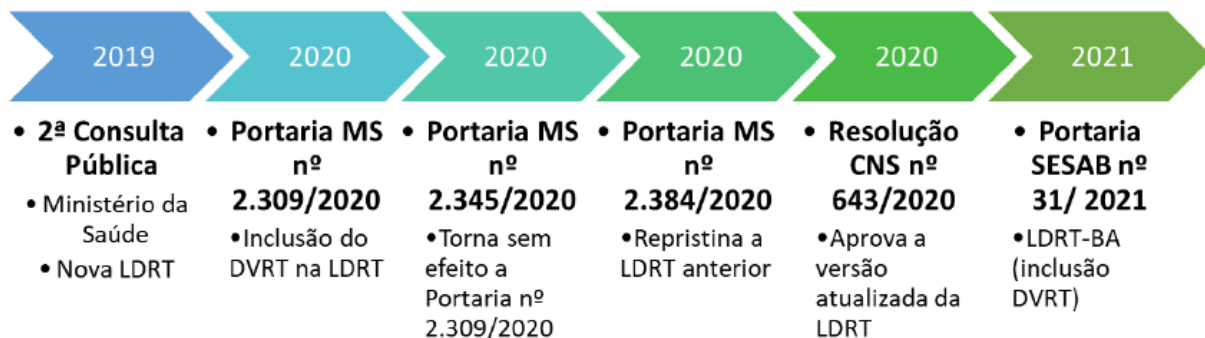 2019
2020
2020
2020
2020
2021
• 2ª Consulta
Pública
• Ministério da
Saúde
• Nova LDRT
• Portaria MS
nº
2.309/2020
•Inclusão do
DVRT na LDRT
• Portaria MS
nº
2.345/2020
•Torna sem
efeito a
Portaria nº
2.309/2020
• Portaria MS
nº
2.384/2020
•Repristina a
LDRT anterior
• Resolução
CNS nº
643/2020
•Aprova a
versão
atualizada da
LDRT
• Portaria
SESAB nº
31/ 2021
•LDRT-BA
(inclusão
DVRT)